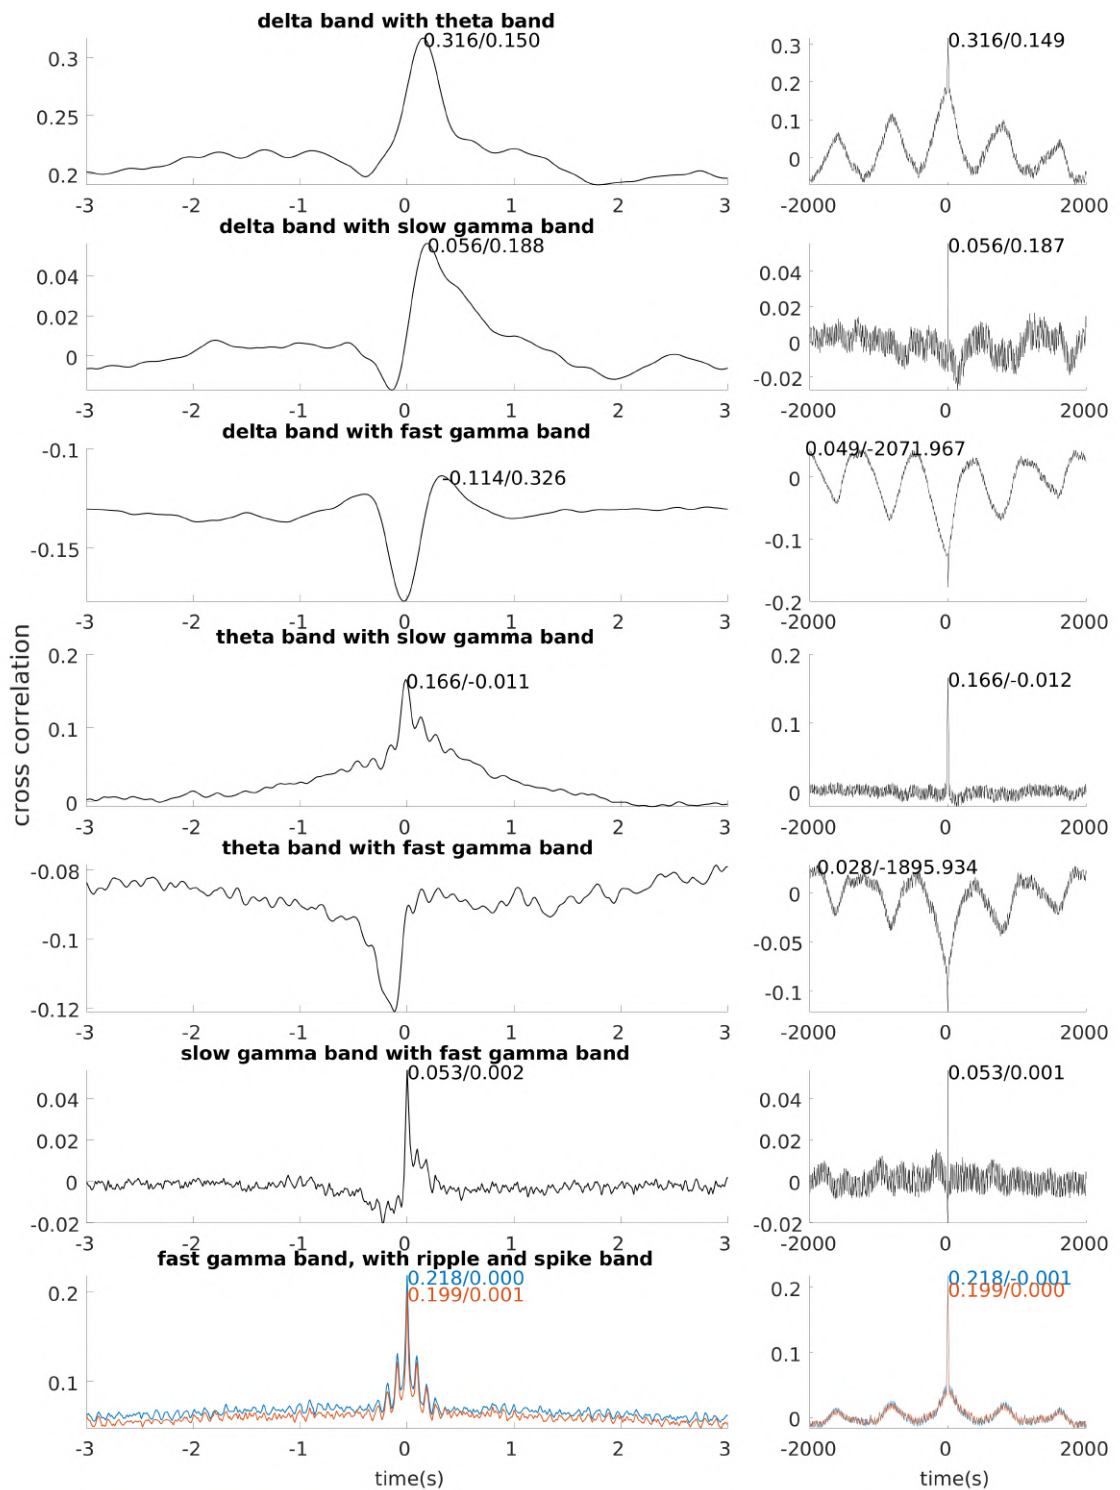 delta band with theta band
0.316/0.150
0.316/0.149
0.3
0.25
0.2
0.3
0.2
0.1
0
-3 -2 -1 0 1 2 3
-2000 0 2000
delta band with slow gamma band
0.056/0.188
0.056/0.187
0.04
0.02
0
0.04
0.02
0
-0.02
-3 -2 -1 0 1 2 3
-2000 0 2000
delta band with fast gamma band
-0.114/0.326
0.049/-2071.967
-0.1
-0.15
0
-0.1
-0.2
-3 -2 -1 0 1 2 3
-2000 0 2000
theta band with slow gamma band
0.166/-0.011
0.166/-0.012
0.2
0.1
0
0.2
0.1
0
-3 -2 -1 0 1 2 3
-2000 0 2000
cross correlation
theta band with fast gamma band
0.028/-1895.934
-0.08
-0.1
-0.12
0
-0.05
-0.1
-3 -2 -1 0 1 2 3
-2000 0 2000
slow gamma band with fast gamma band
0.053/0.002
0.053/0.001
0.04
0.02
0
-0.02
0.04
0.02
0
-0.02
-3 -2 -1 0 1 2 3
-2000 0 2000
fast gamma band, with ripple and spike band
0.218/0.000
0.199/0.001
0.218/-0.001
0.199/0.000
0.2
0.1
0.2
0.1
0
-3 -2 -1 0 1 2 3
-2000 0 2000
time(s)
time(s)